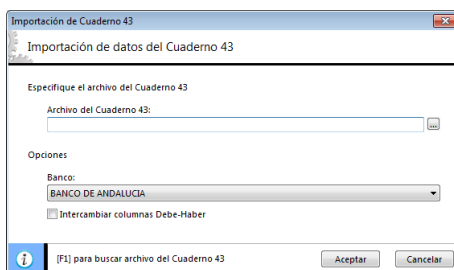 Importación de Cuaderno 43
Importación de datos del Cuaderno 43
Especifique el archivo del Cuaderno 43
Archivo del Cuaderno 43:
...
Opciones
Banco:
BANCO DE ANDALUCIA
Intercambiar columnas Debe-Haber
[F1] para buscar archivo del Cuaderno 43
Aceptar
Cancelar